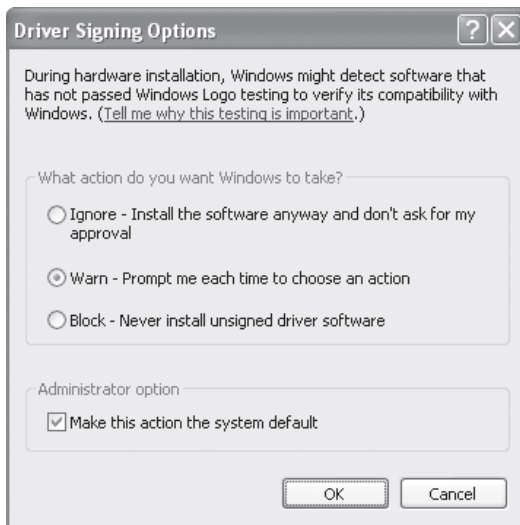 Driver Signing Options
During hardware installation, Windows might detect software that
has not passed Windows Logo testing to verify its compatibility with
Windows. (Tell me why this testing is important.)
What action do you want Windows to take?
Ignore - Install the software anyway and don't ask for my
approval
Warn - Prompt me each time to choose an action
Block - Never install unsigned driver software
Administrator option
Make this action the system default
OK
Cancel